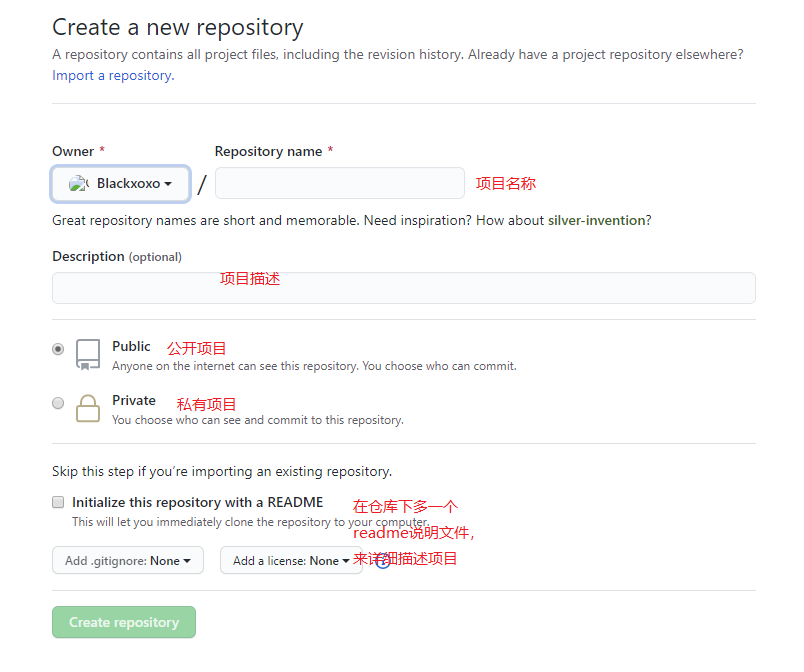 Create a new repository
A repository contains all project files, including the revision history. Already have a project repository elsewhere?
Import a repository.
Owner *
Repository name *
Blackxoxo
/
项目名称
Great repository names are short and memorable. Need inspiration? How about silver-invention?
Description (optional)
项目描述
Public 公开项目
Anyone on the internet can see this repository. You choose who can commit.
Private 私有项目
You choose who can see and commit to this repository.
Skip this step if you're importing an existing repository.
Initialize this repository with a README
This will let you immediately clone the repository to your computer.
在仓库下多一个
readme说明文件，
来详细描述项目
Add .gitignore: None
Add a license: None
Create repository